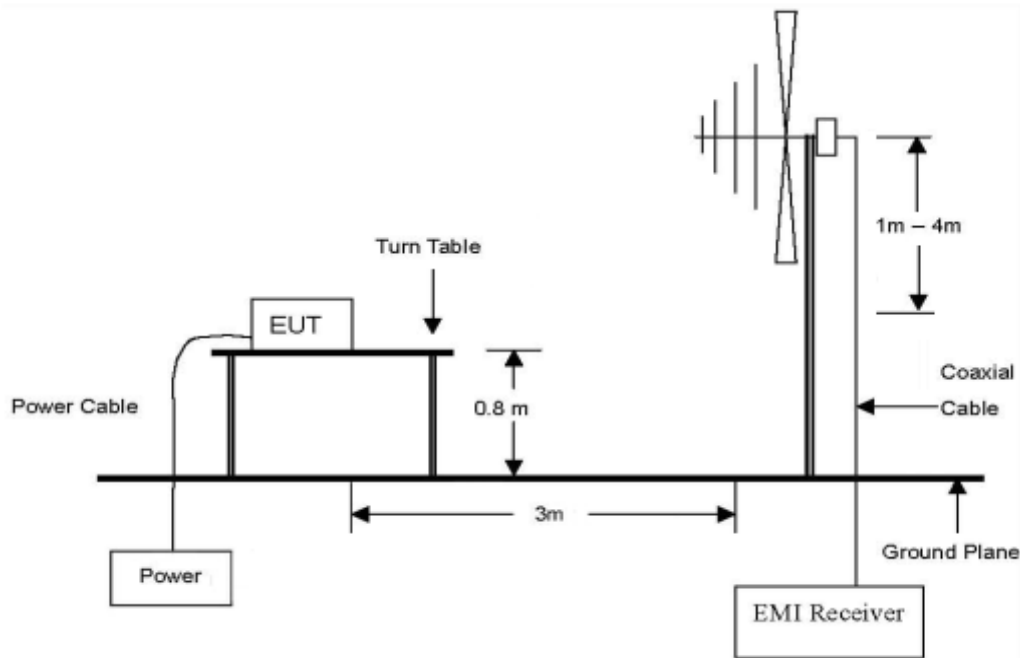 1m – 4m
Turn Table
EUT
Coaxial
Cable
Power Cable
0.8 m
3m
Ground Plane
Power
EMI Receiver